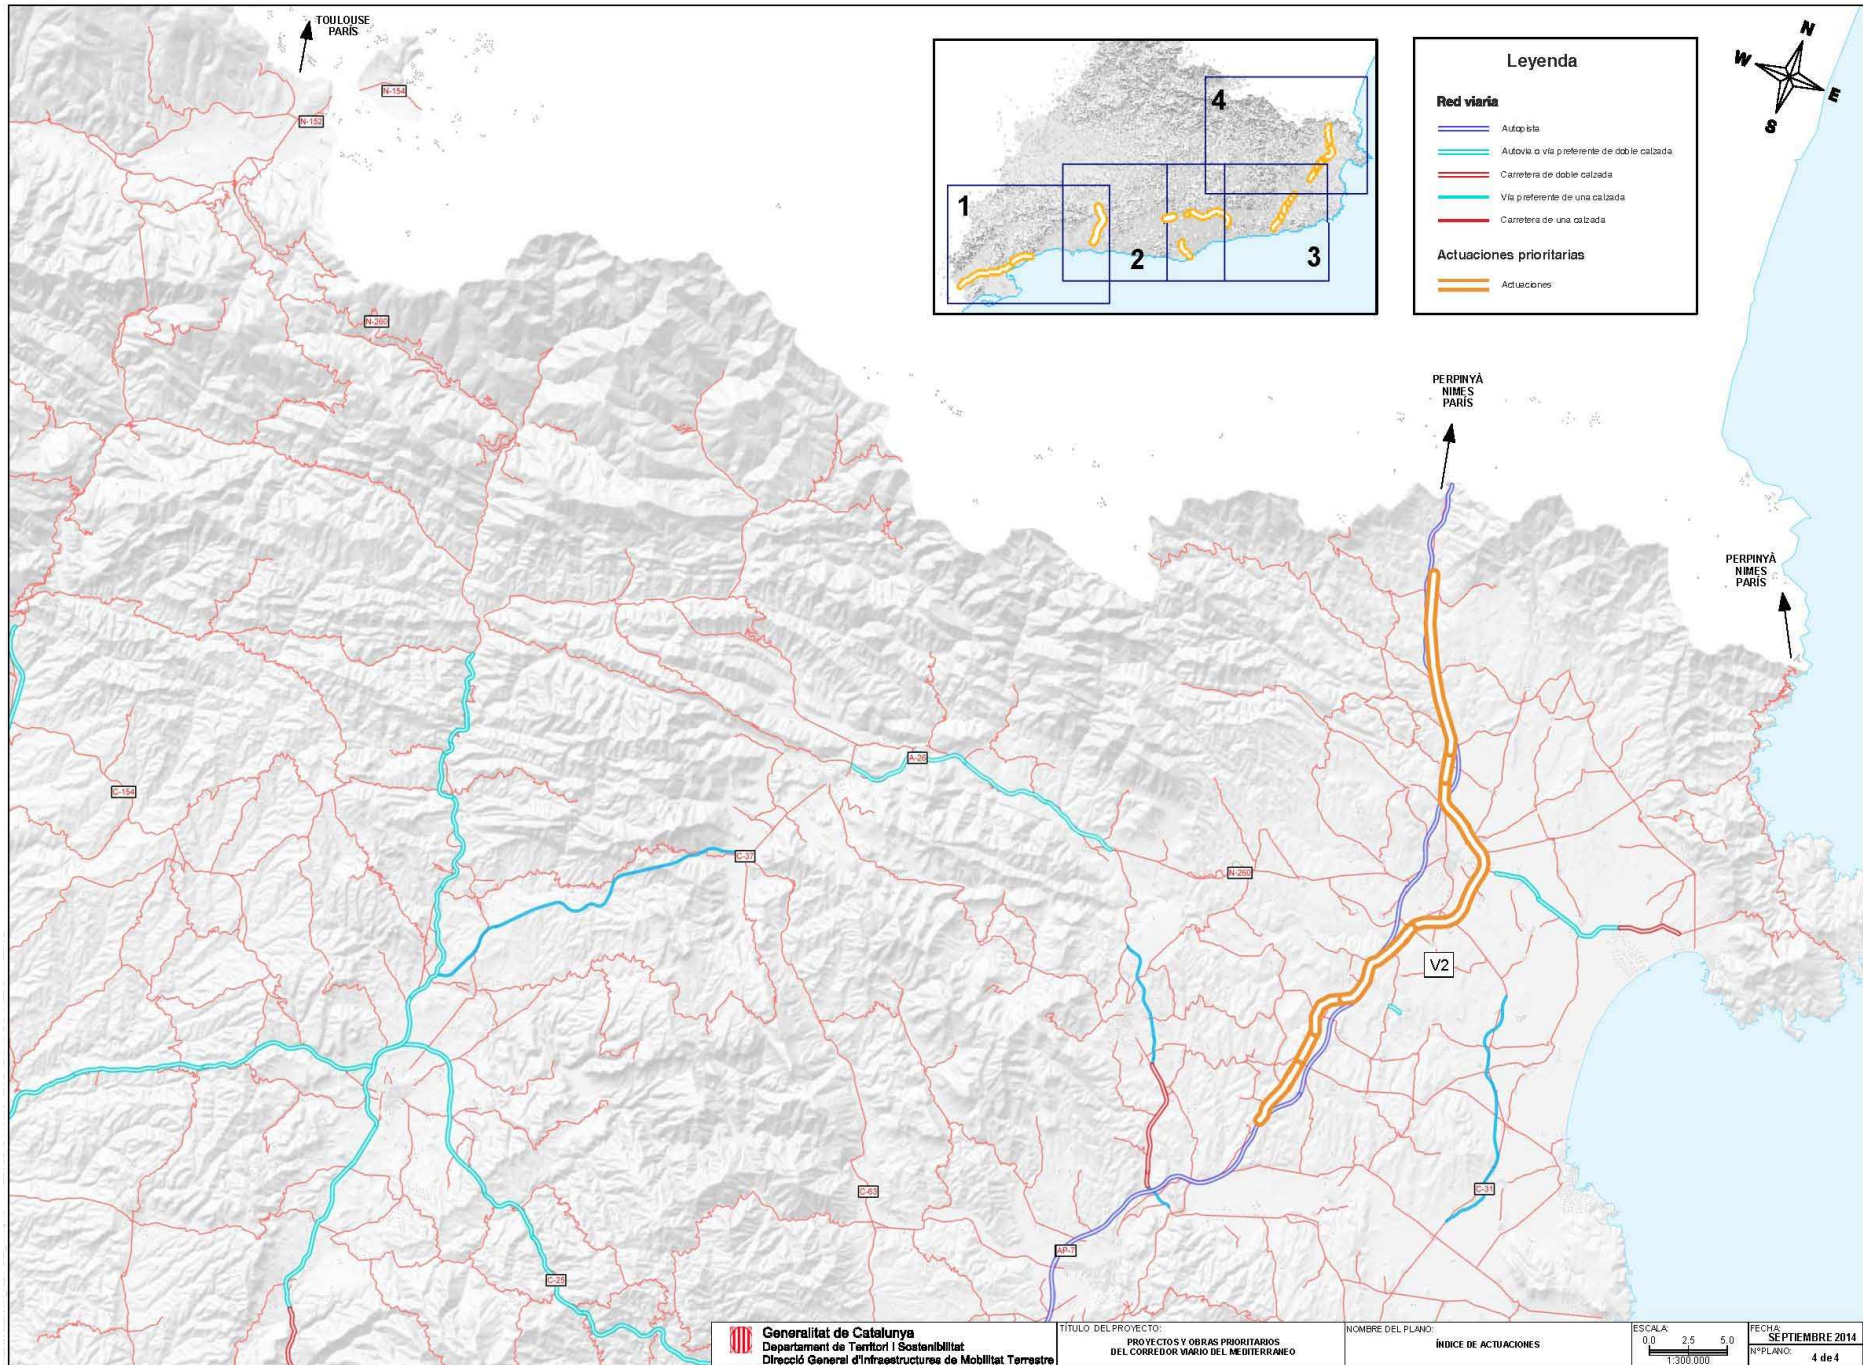 TOULOUSE
PARÍS
N-154
N-152
4
1
2
3
Leyenda
Red viaria
Autopista
Autovia o vía preferente de doble calzada
Carretera de doble calzada
Vía preferente de una calzada
Carretera de una calzada
Actuaciones prioritarias
Actuaciones
N
W
E
S
N-260
PERPINYÀ
NIMES
PARÍS
PERPINYÀ
NIMES
PARÍS
A-26
C-154
C-37
N-260
V2
C-63
C-31
AP-7
C-25
Generalitat de Catalunya
Departament de Territori i Sostenibilitat
Direcció General d'Infraestructures de Mobilitat Terrestre
TÍTULO DEL PROYECTO:
PROYECTOS Y OBRAS PRIORITARIOS
DEL CORREDOR VIARIO DEL MEDITERRANEO
NOMBRE DEL PLANO:
ÍNDICE DE ACTUACIONES
ESCALA:
0.0 2.5 5.0
1:300.000
FECHA:
SEPTIEMBRE 2014
NºPLANO:
4 de 4